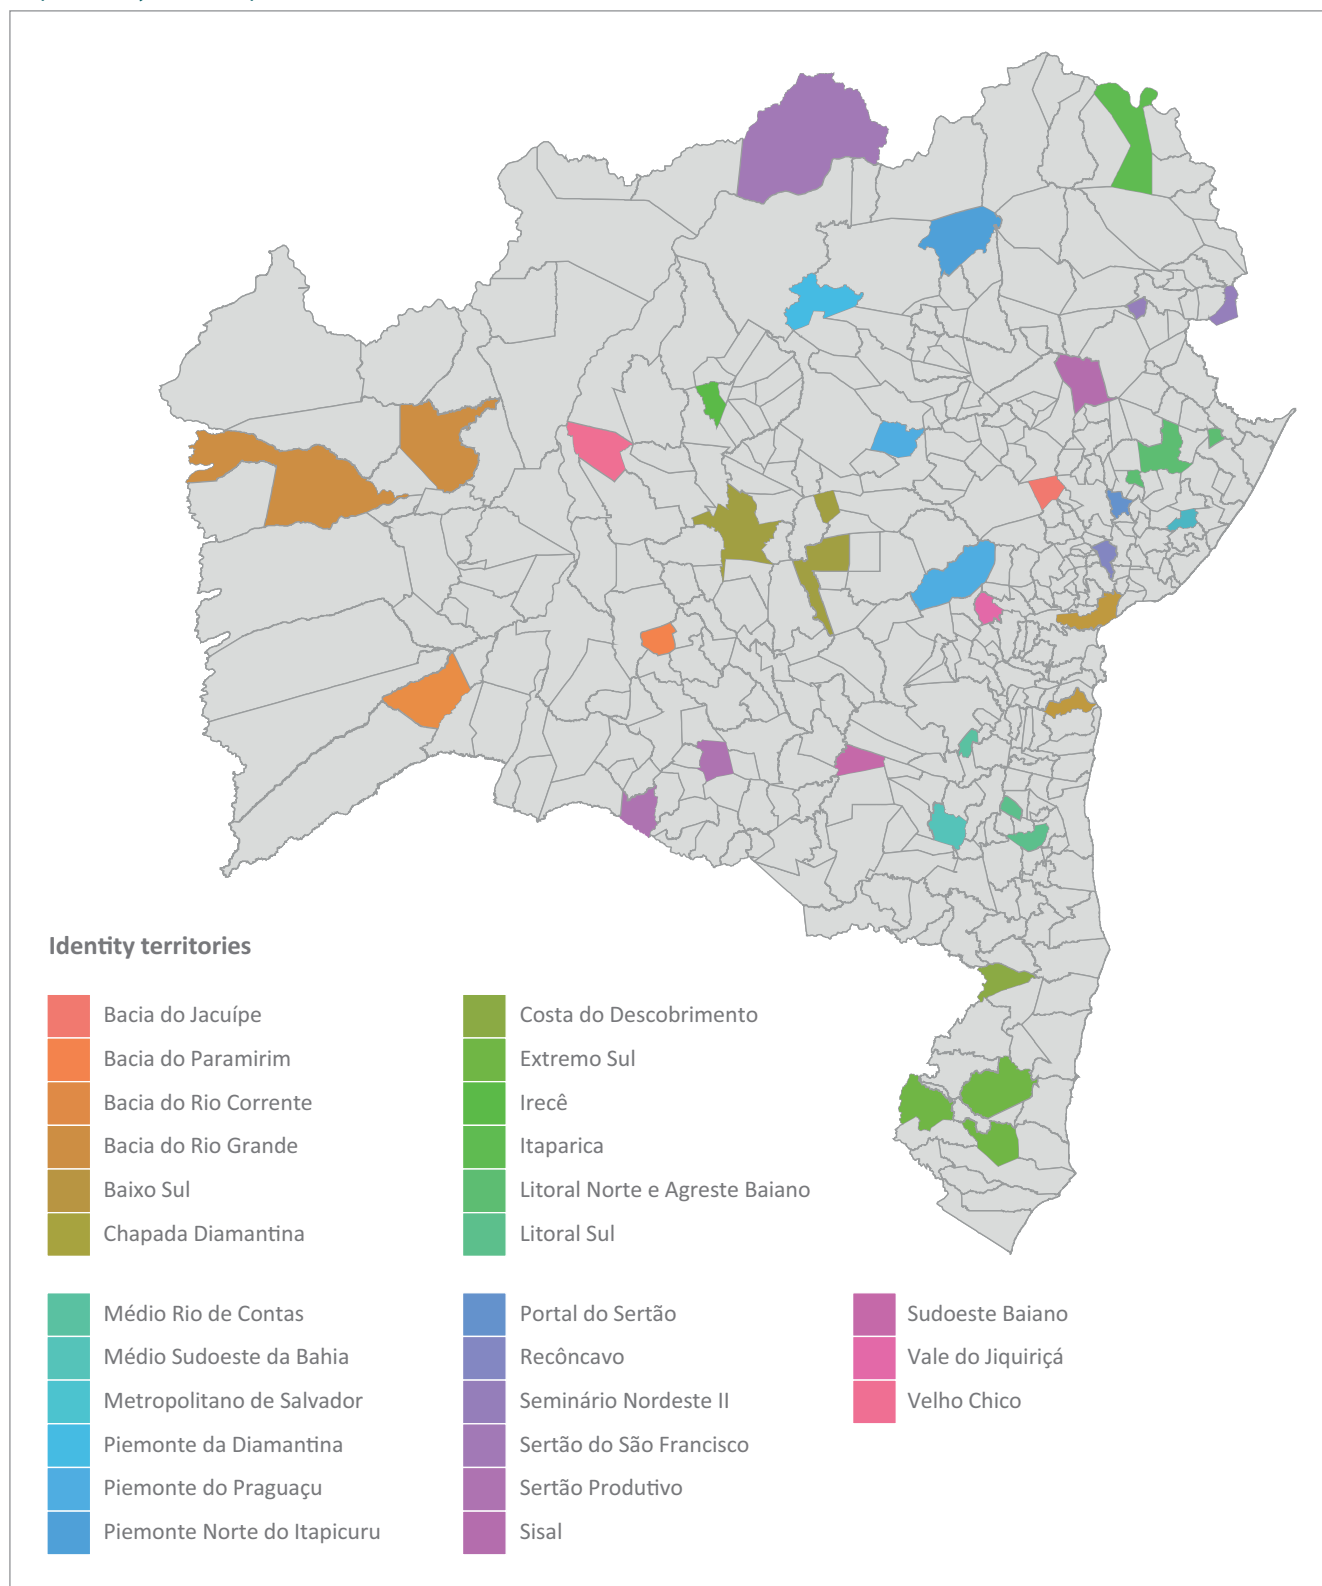 Identity territories
Bacia do Jacuípe
Bacia do Paramirim
Bacia do Rio Corrente
Bacia do Rio Grande
Baixo Sul
Chapada Diamantina
Costa do Descobrimento
Extremo Sul
Irecê
Itaparica
Litoral Norte e Agreste Baiano
Litoral Sul
Médio Rio de Contas
Médio Sudoeste da Bahia
Metropolitano de Salvador
Piemonte da Diamantina
Piemonte do Praguaçu
Piemonte Norte do Itapicuru
Portal do Sertão
Recôncavo
Seminário Nordeste II
Sertão do São Francisco
Sertão Produtivo
Sisal
Sudoeste Baiano
Vale do Jiquiriçá
Velho Chico